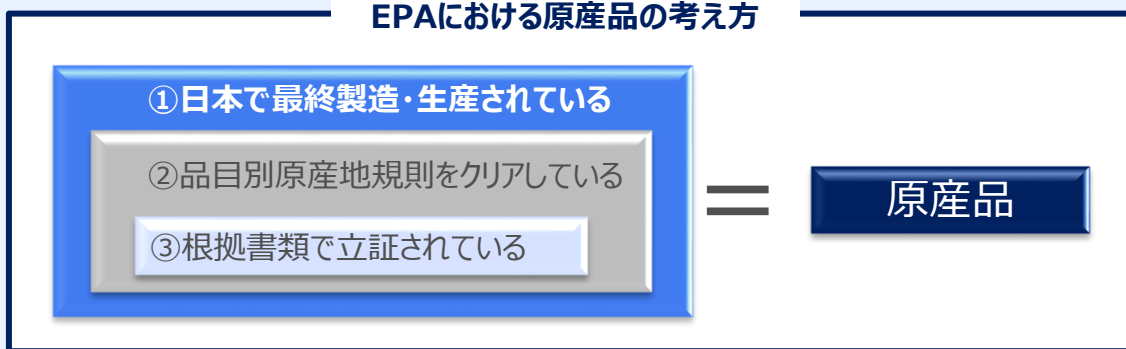 EPAにおける原産品の考え方
①日本で最終製造・生産されている
②品目別原産地規則をクリアしている
③根拠書類で立証されている
＝
原産品